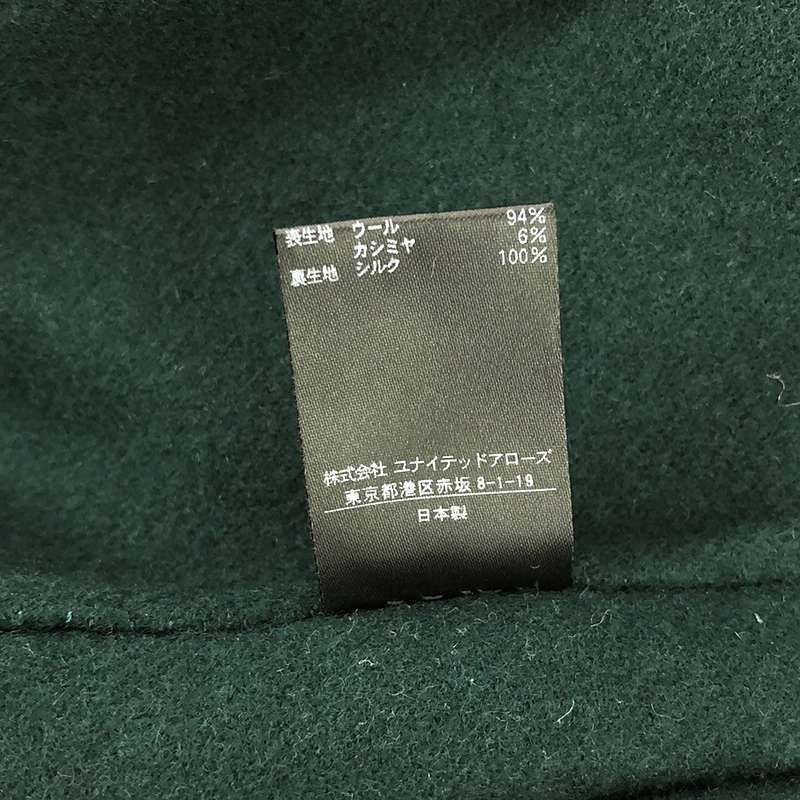 表生地 ウール 94%
カシミヤ 6%
裏生地 シルク 100%
株式会社 ユナイテッドアローズ
東京都港区赤坂 8-1-19
日本製